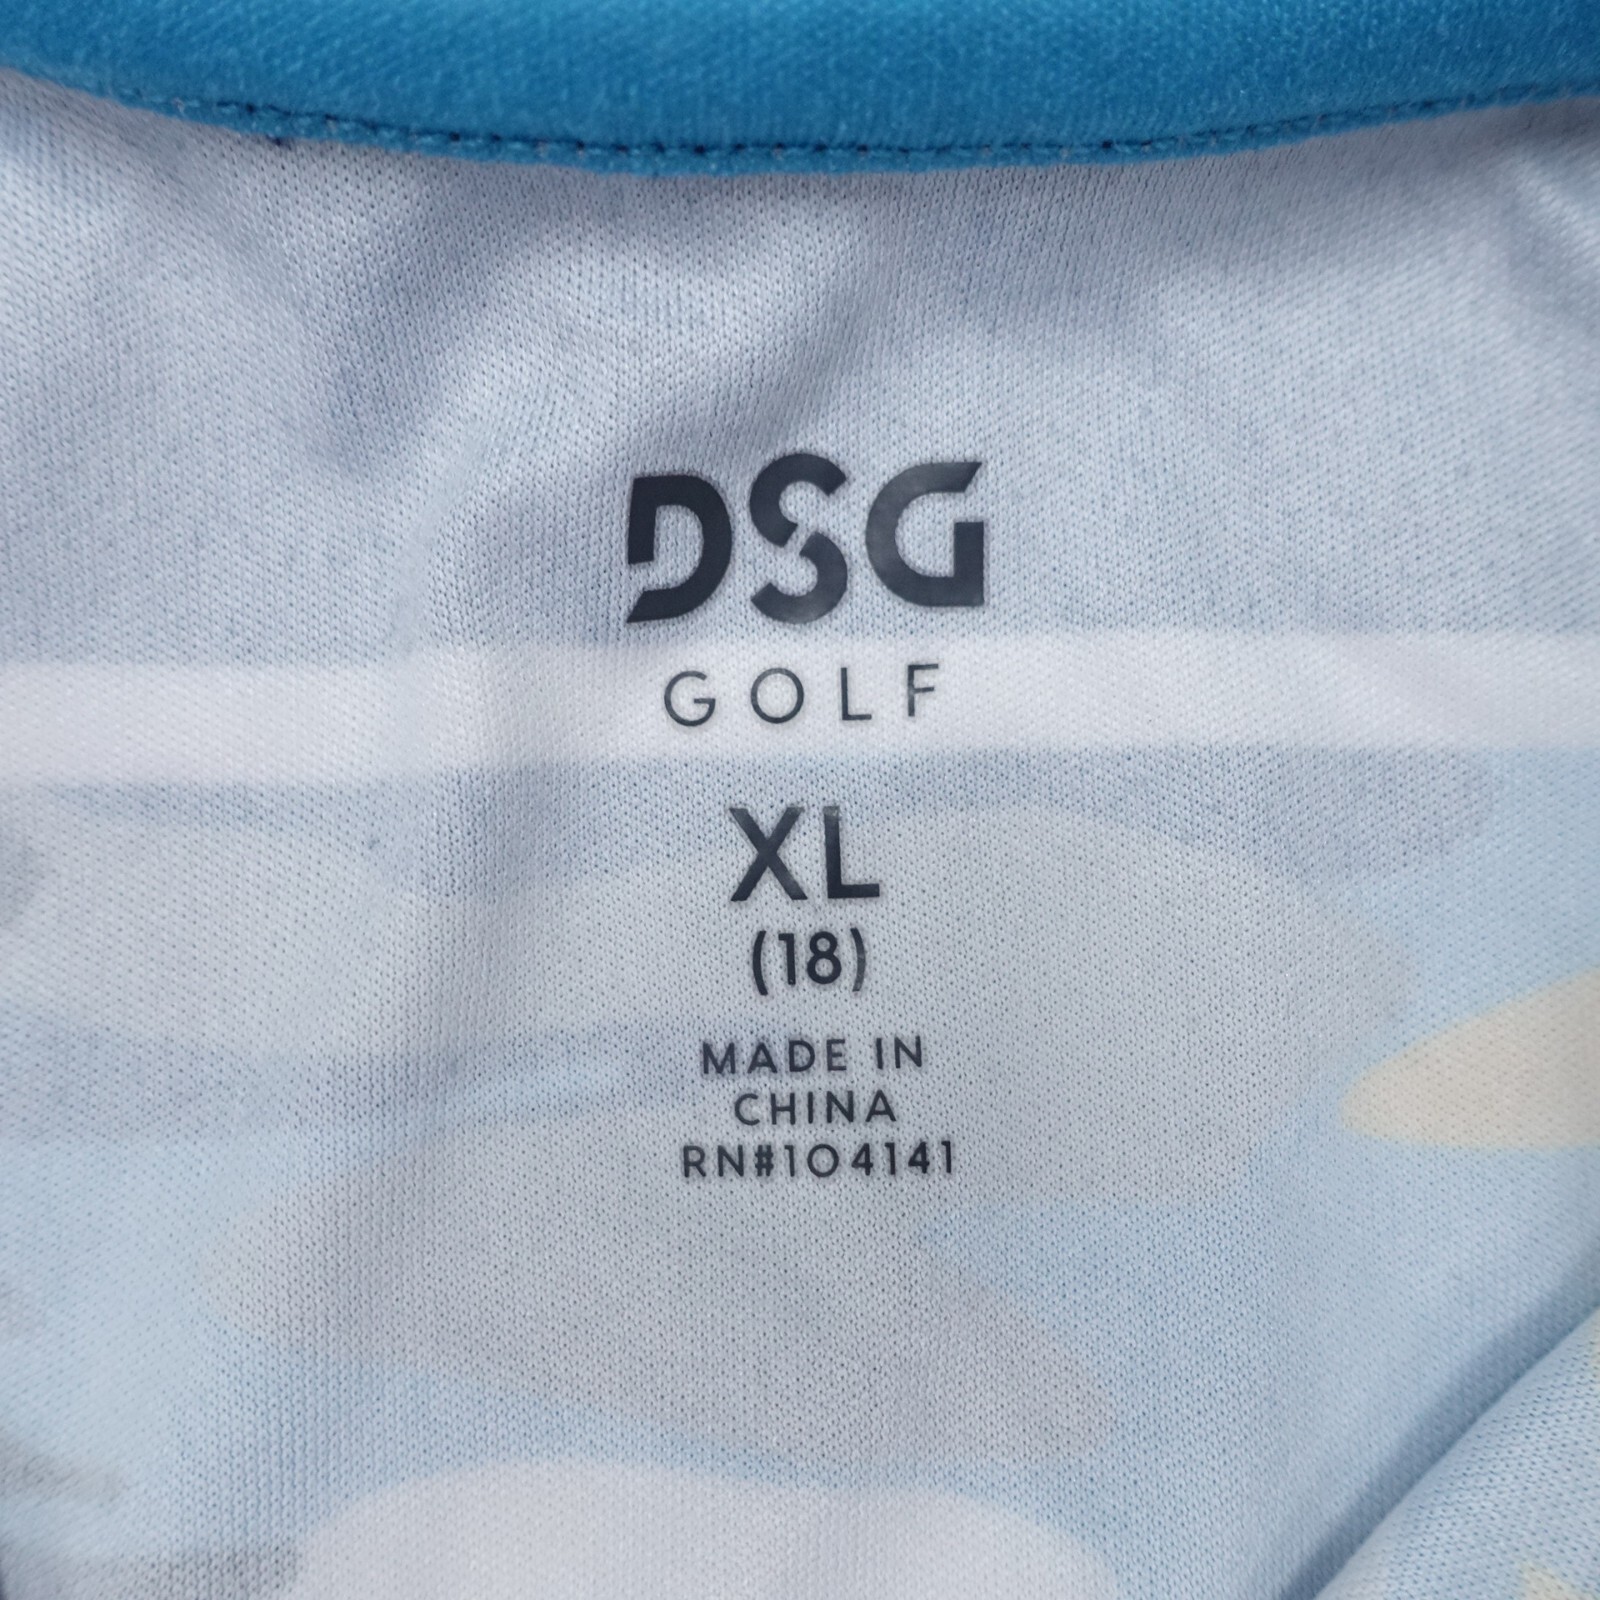 DSG
GOLF
XL
(18)
MADE IN
CHINA
RN#104141